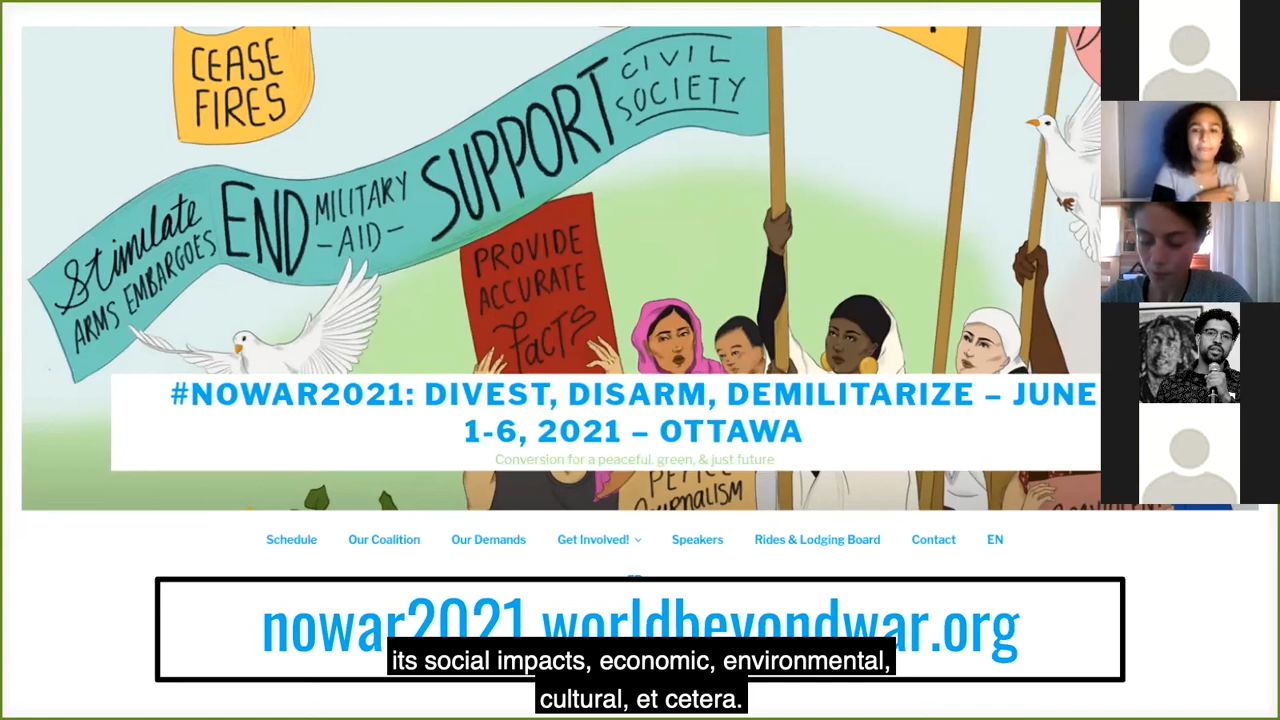 CEASE
FIRES
Stimulate
ARMS EMBARGOES
END
MILITARY
-AID-
SUPPORT
CIVIL
SOCIETY
PROVIDE
ACCURATE
FACTS
#NOWAR2021: DIVEST, DISARM, DEMILITARIZE – JUNE
1-6, 2021 – OTTAWA
Conversion for a peaceful, green, & just future
PEACE
JOURNALISM
Schedule Our Coalition Our Demands Get Involved! Speakers Rides & Lodging Board Contact EN
nowar2021.worldbeyondwar.org
its social impacts, economic, environmental,
cultural, et cetera.